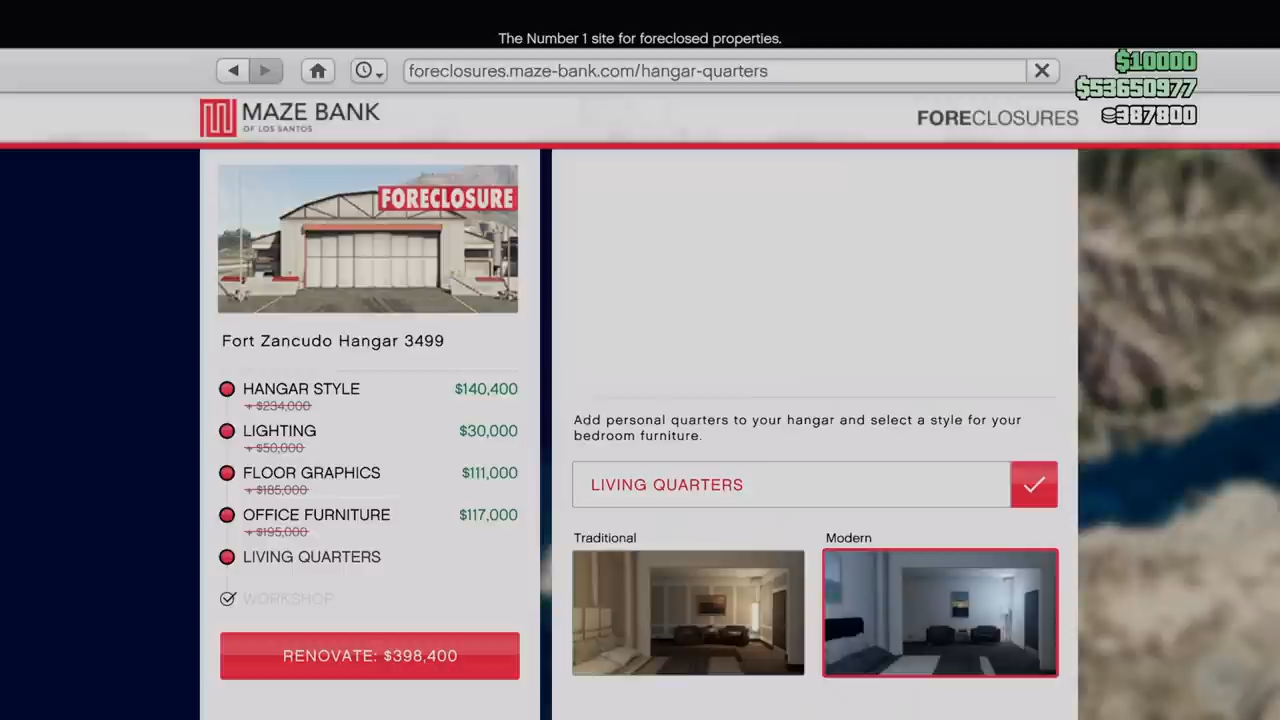 The Number 1 site for foreclosed properties.
foreclosures.maze-bank.com/hangar-quarters
$10000
$53650977
387800
MAZE BANK
OF LOS SANTOS
FORECLOSURES
FORECLOSURE
Fort Zancudo Hangar 3499
HANGAR STYLE $140,400
+ $234,000
LIGHTING $30,000
+ $50,000
FLOOR GRAPHICS $111,000
+ $185,000
OFFICE FURNITURE $117,000
+ $195,000
LIVING QUARTERS
WORKSHOP
RENOVATE: $398,400
Add personal quarters to your hangar and select a style for your
bedroom furniture.
LIVING QUARTERS
Traditional
Modern